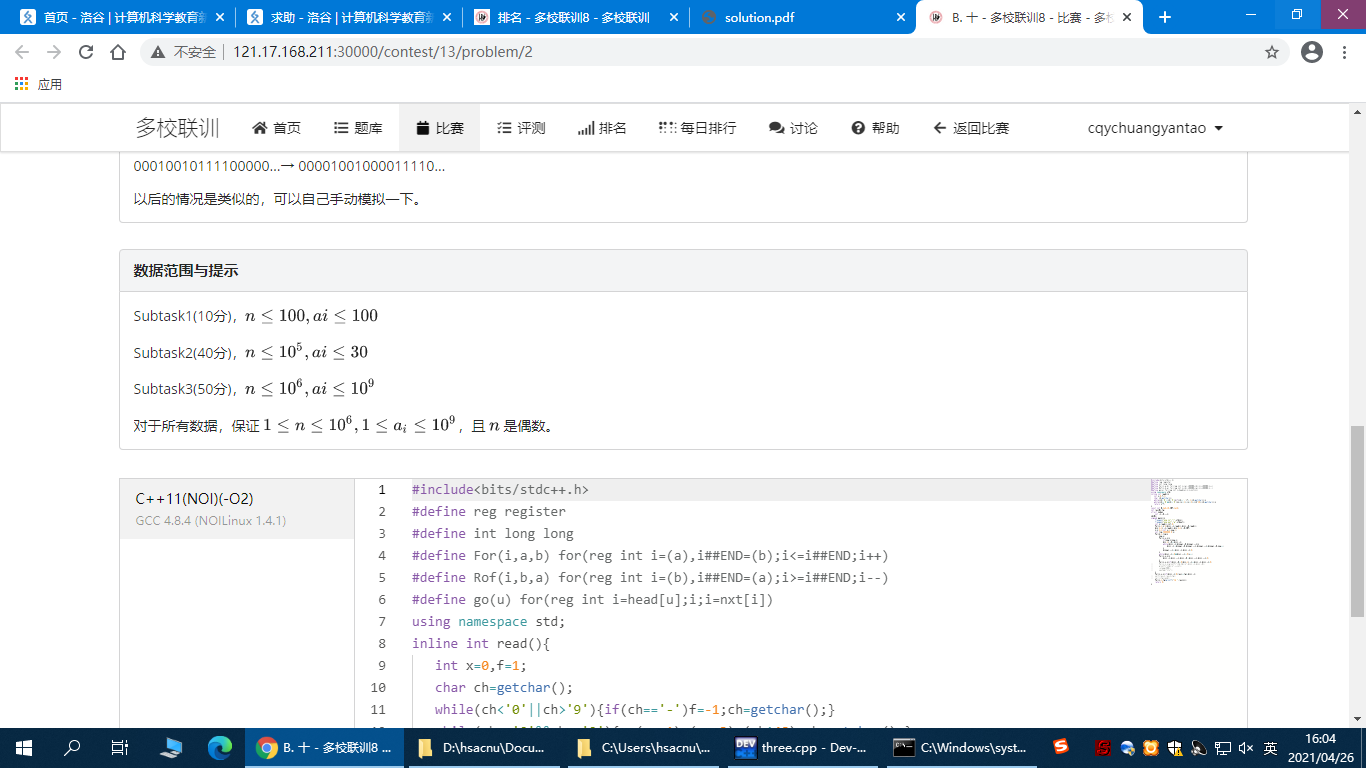 首页 - 洛谷 | 计算机科学教育新
求助 - 洛谷 | 计算机科学教育新
排名 - 多校联训8 - 多校联训
solution.pdf
B. 十 - 多校联训8 - 比赛 - 多校
不安全 121.17.168.211:30000/contest/13/problem/2
应用
多校联训 首页 题库 比赛 评测 排名 每日排行 讨论 帮助 返回比赛 cqychuangyantao
00010010111100000...→ 00001001000011110...
以后的情况是类似的，可以自己手动模拟一下。
数据范围与提示
Subtask1(10分)，n ≤ 100, ai ≤ 100
Subtask2(40分)，n ≤ 10^5, ai ≤ 30
Subtask3(50分)，n ≤ 10^6, ai ≤ 10^9
对于所有数据，保证 1 ≤ n ≤ 10^6, 1 ≤ a_i ≤ 10^9，且 n 是偶数。
C++11(NOI)(-O2)
GCC 4.8.4 (NOILinux 1.4.1)
1 #include<bits/stdc++.h>
2 #define reg register
3 #define int long long
4 #define For(i,a,b) for(reg int i=(a),i##END=(b);i<=i##END;i++)
5 #define Rof(i,b,a) for(reg int i=(b),i##END=(a);i>=i##END;i--)
6 #define go(u) for(reg int i=head[u];i;i=nxt[i])
7 using namespace std;
8 inline int read(){
9 int x=0,f=1;
10 char ch=getchar();
11 while(ch<'0'||ch>'9'){if(ch=='-')f=-1;ch=getchar();}
B. 十 - 多校联训8 ...
D:\hsacnu\Docu...
C:\Users\hsacnu\...
three.cpp - Dev-...
C:\Windows\syst...
英
16:04
2021/04/26